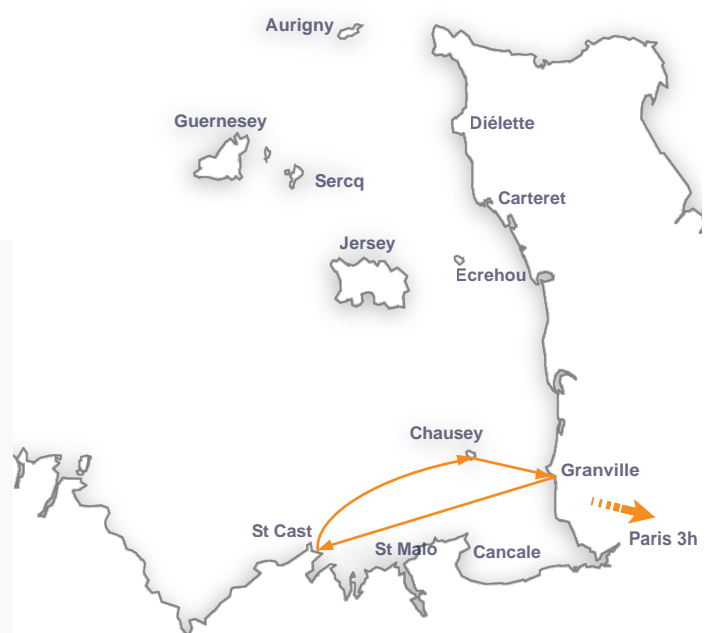 Aurigny
Guernesey
Diélette
Sercq
Carteret
Jersey
Ecrehou
Chausey
Granville
St Cast
St Malo
Cancale
Paris 3h